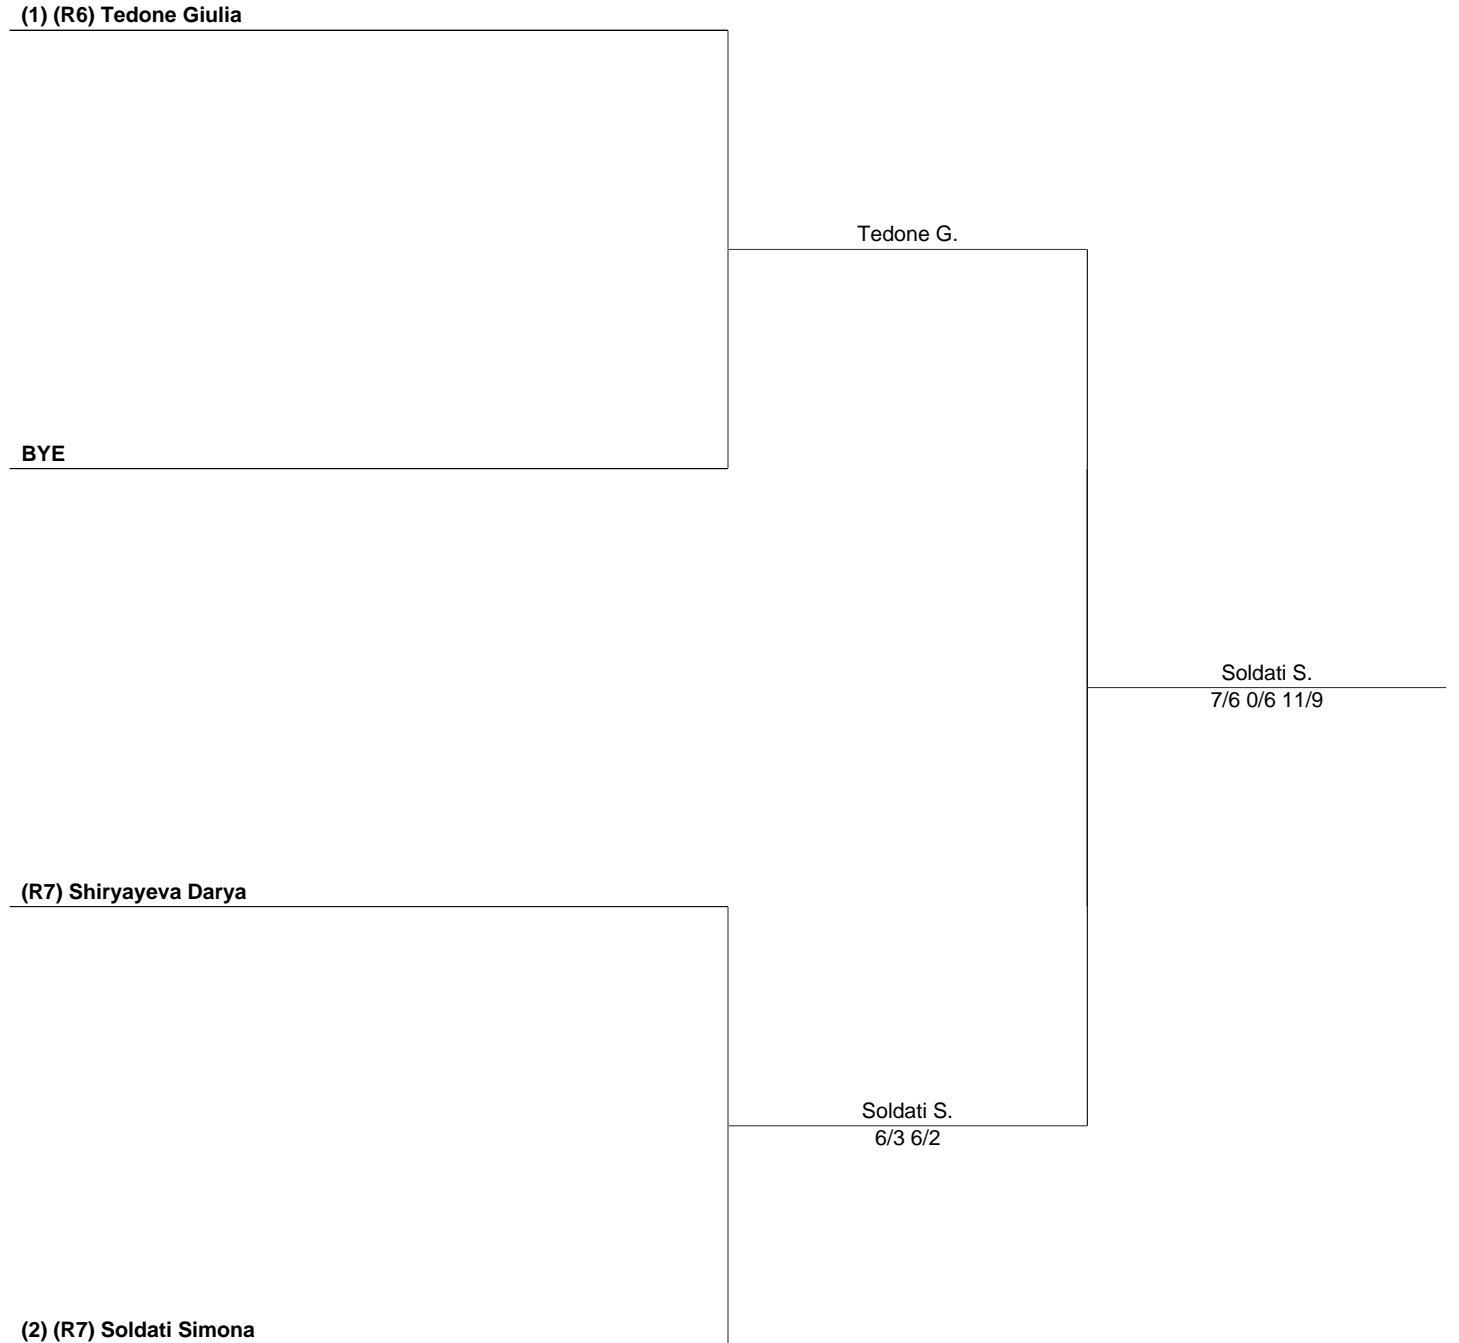 (1) (R6) Tedone Giulia
Tedone G.
BYE
Soldati S.
7/6 0/6 11/9
(R7) Shiryayeva Darya
Soldati S.
6/3 6/2
(2) (R7) Soldati Simona